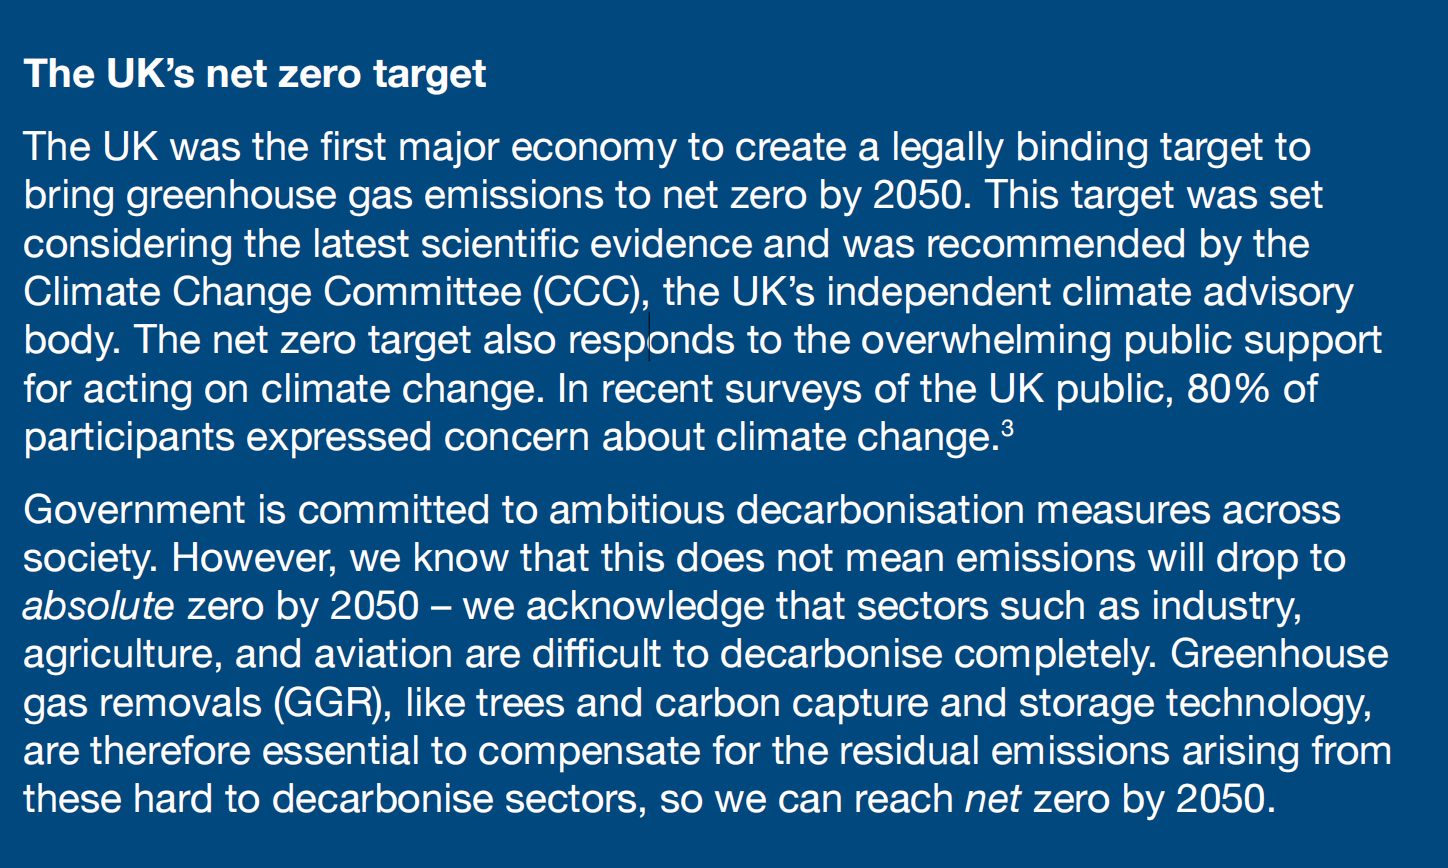 The UK’s net zero target
The UK was the first major economy to create a legally binding target to
bring greenhouse gas emissions to net zero by 2050. This target was set
considering the latest scientific evidence and was recommended by the
Climate Change Committee (CCC), the UK’s independent climate advisory
body. The net zero target also responds to the overwhelming public support
for acting on climate change. In recent surveys of the UK public, 80% of
participants expressed concern about climate change.³
Government is committed to ambitious decarbonisation measures across
society. However, we know that this does not mean emissions will drop to
absolute zero by 2050 – we acknowledge that sectors such as industry,
agriculture, and aviation are difficult to decarbonise completely. Greenhouse
gas removals (GGR), like trees and carbon capture and storage technology,
are therefore essential to compensate for the residual emissions arising from
these hard to decarbonise sectors, so we can reach net zero by 2050.